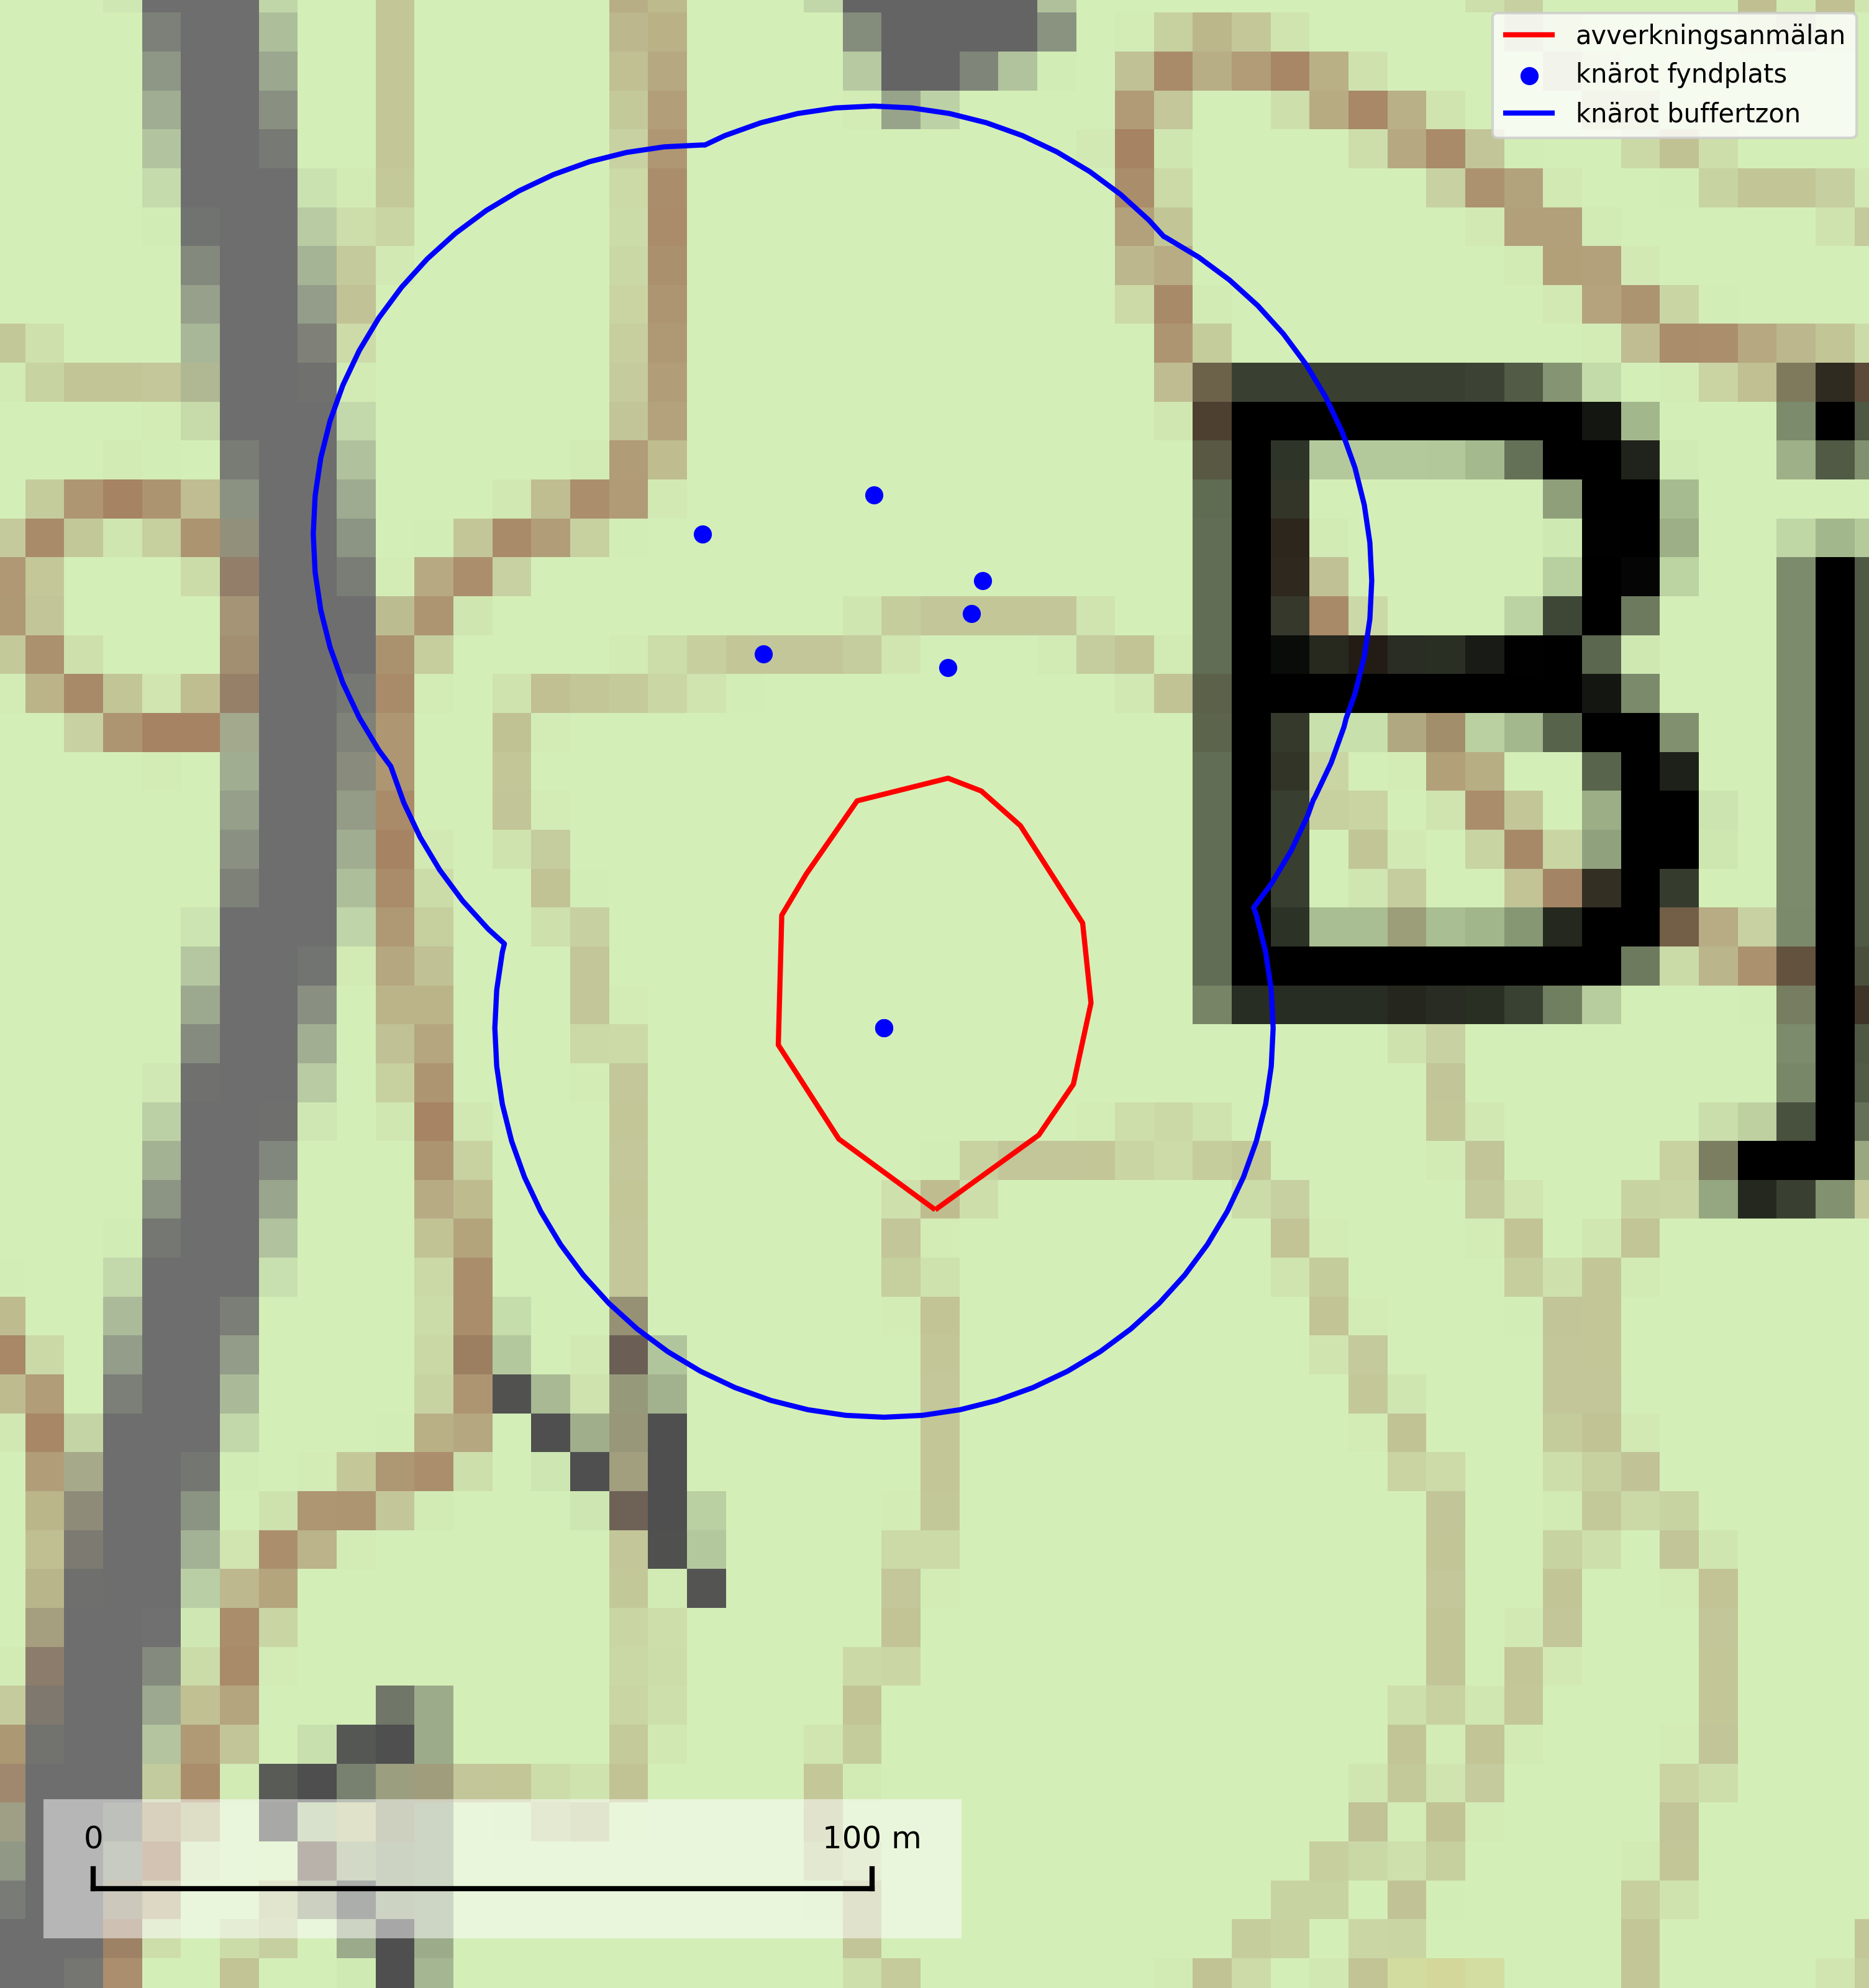 avverkningsanmälan
knärot fyndplats
knärot buffertzon
B
0 100 m